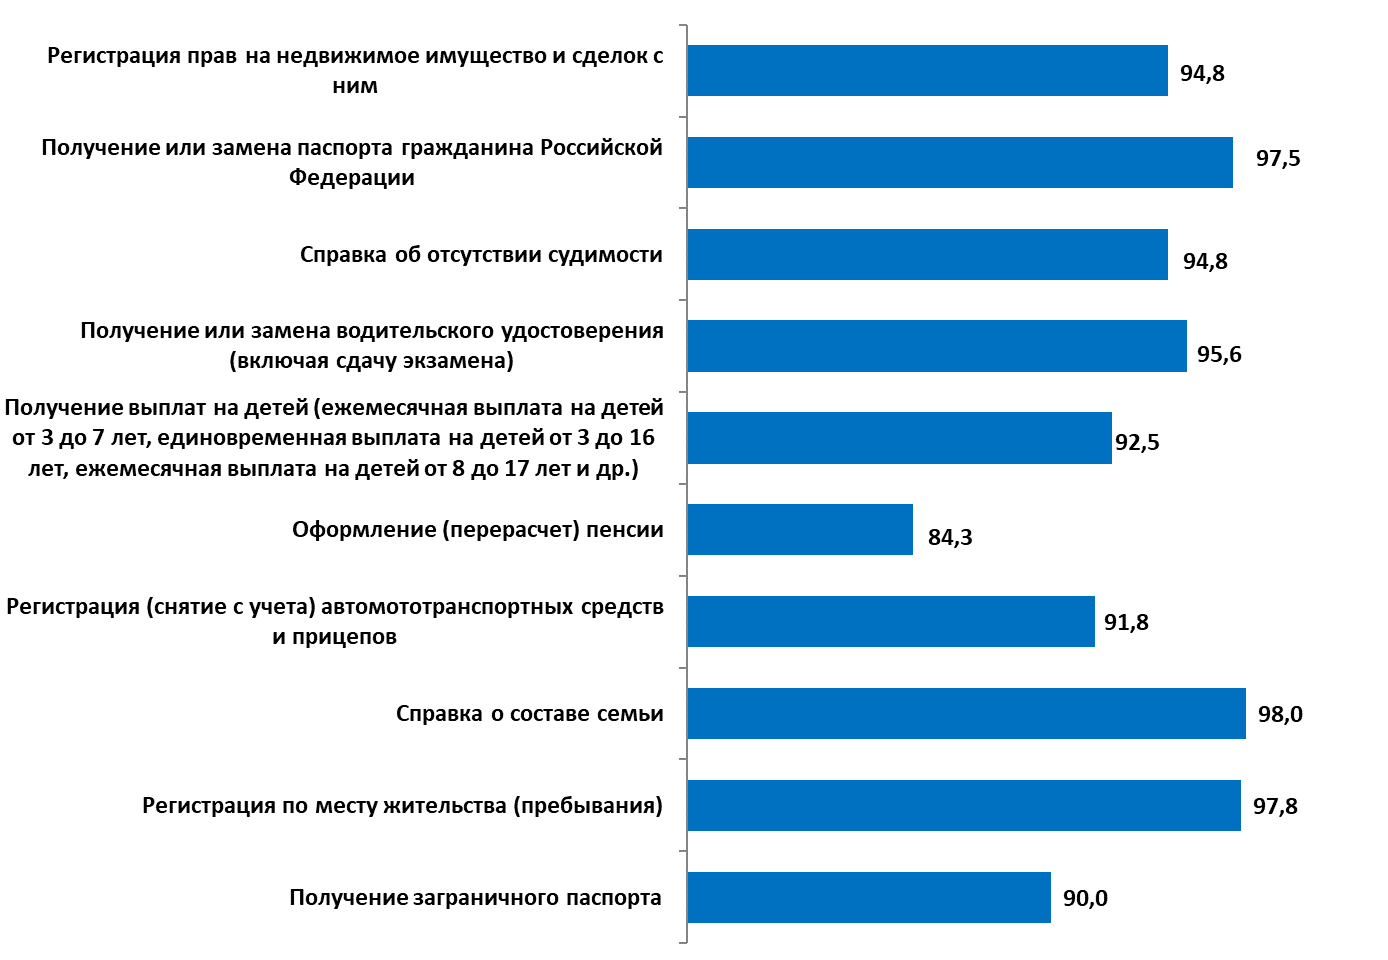 Регистрация прав на недвижимое имущество и сделок с
ним
94,8
Получение или замена паспорта гражданина Российской
Федерации
97,5
Справка об отсутствии судимости
94,8
Получение или замена водительского удостоверения
(включая сдачу экзамена)
95,6
Получение выплат на детей (ежемесячная выплата на детей
от 3 до 7 лет, единовременная выплата на детей от 3 до 16
лет, ежемесячная выплата на детей от 8 до 17 лет и др.)
92,5
Оформление (перерасчет) пенсии
84,3
Регистрация (снятие с учета) автомототранспортных средств
и прицепов
91,8
Справка о составе семьи
98,0
Регистрация по месту жительства (пребывания)
97,8
Получение заграничного паспорта
90,0